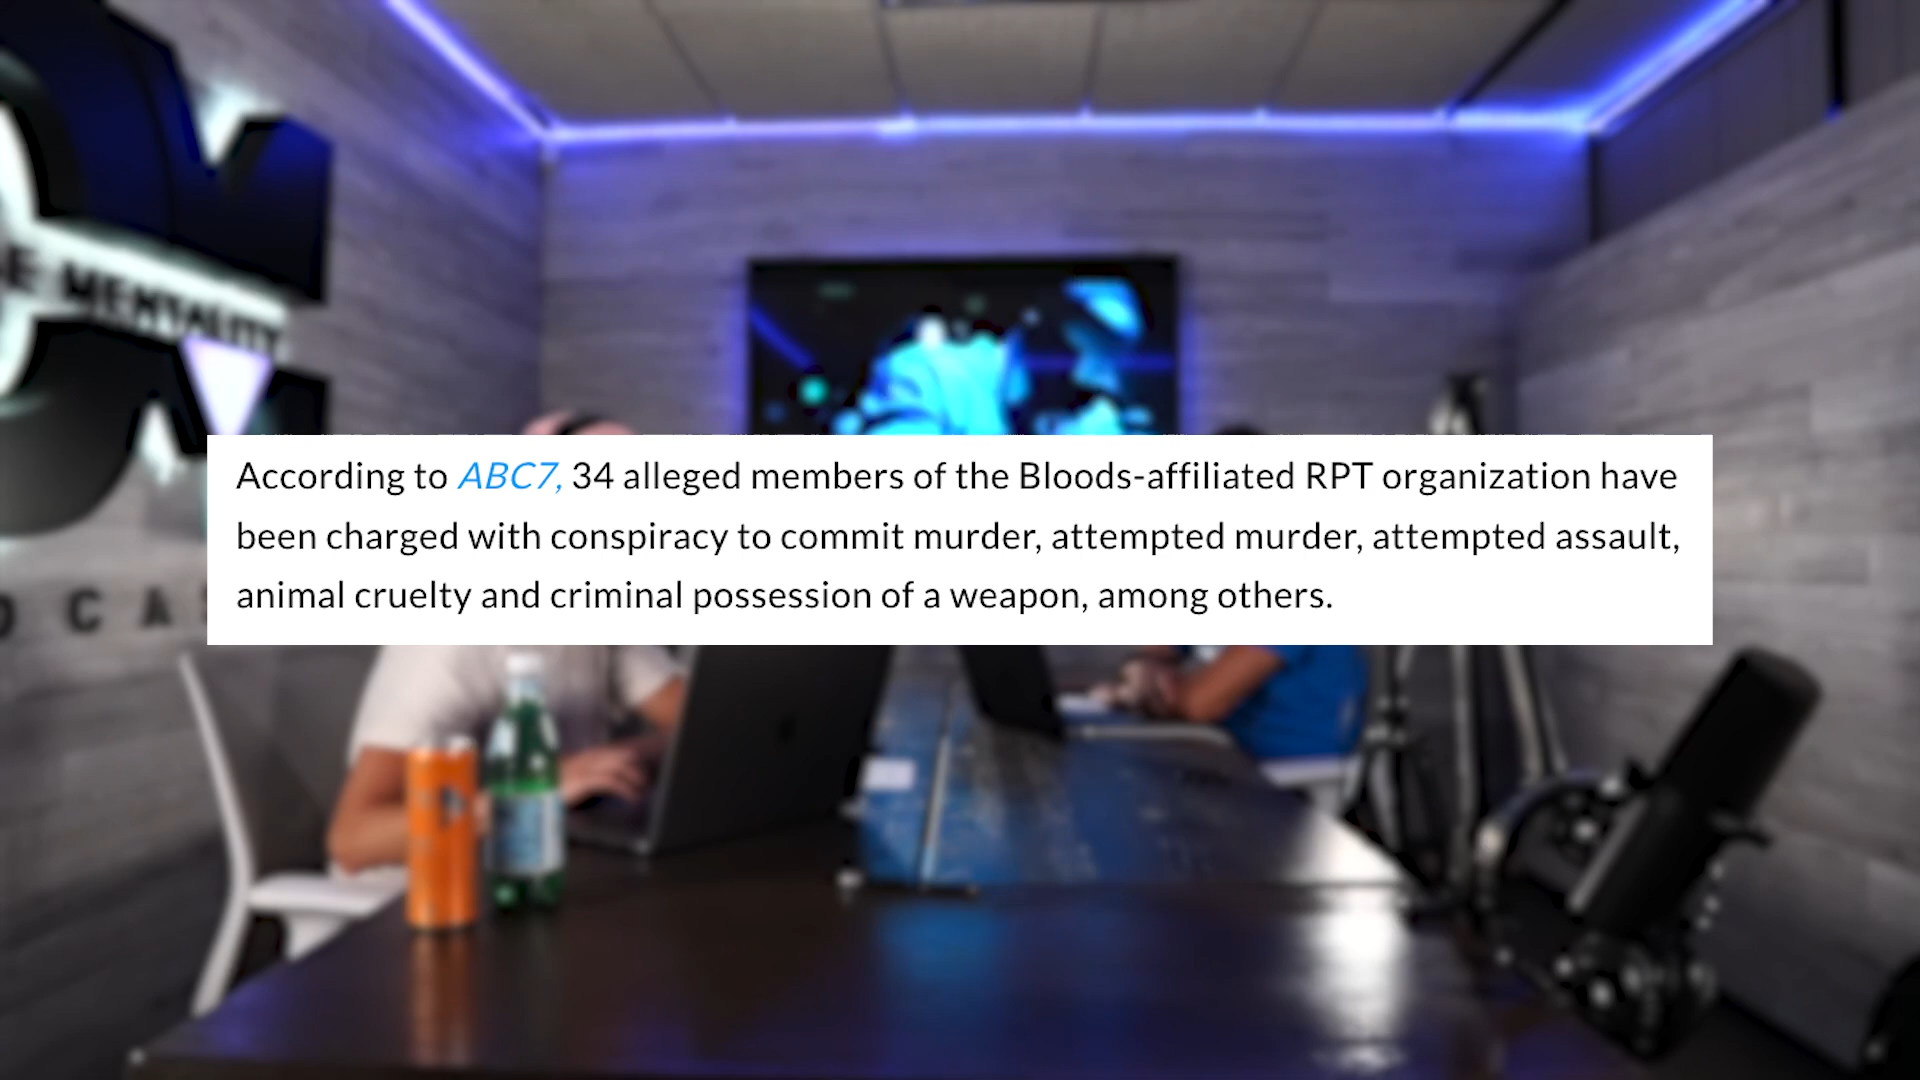 E MENTALITY
According to ABC7, 34 alleged members of the Bloods-affiliated RPT organization have
been charged with conspiracy to commit murder, attempted murder, attempted assault,
animal cruelty and criminal possession of a weapon, among others.
O C A